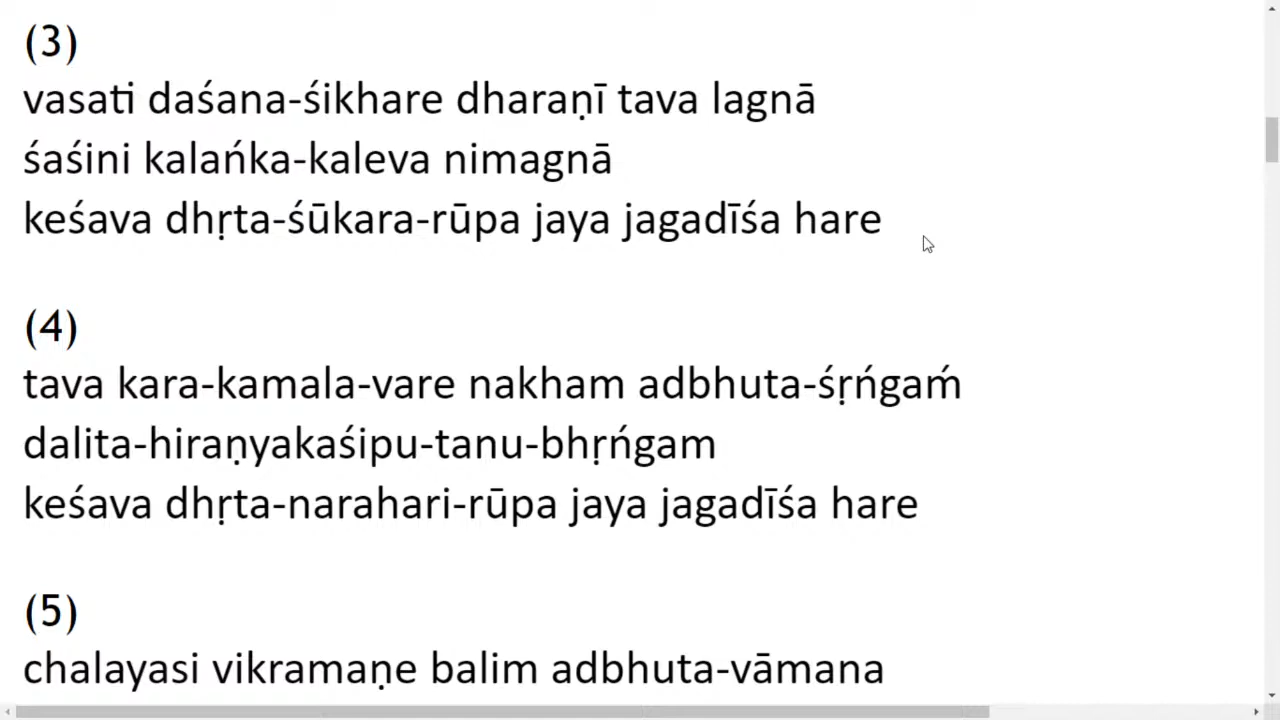 (3)
vasati daśana-śikhare dharaṇī tava lagnā
śaśini kalańka-kaleva nimagnā
keśava dhṛta-śūkara-rūpa jaya jagadīśa hare
(4)
tava kara-kamala-vare nakham adbhuta-śṛńgaḿ
dalita-hiraṇyakaśipu-tanu-bhṛńgam
keśava dhṛta-narahari-rūpa jaya jagadīśa hare
(5)
chalayasi vikramaṇe balim adbhuta-vāmana